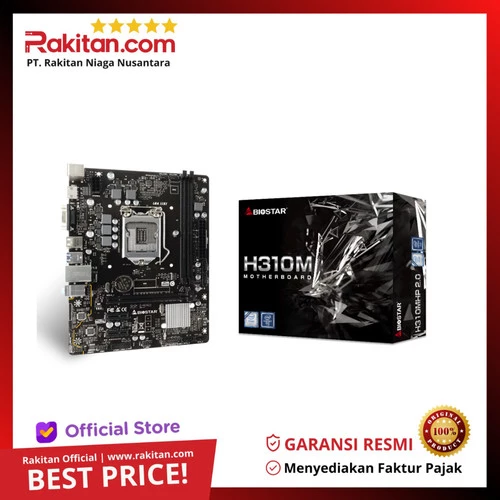 Rakitan.com
PT. Rakitan Niaga Nusantara
BIOSTAR
H310M
MOTHERBOARD
BIOSTAR
H310MHP 2.0
BIOSTAR
Official Store
GARANSI RESMI
Menyediakan Faktur Pajak
ORIGINAL
100%
Rakitan Official | www.rakitan.com
BEST PRICE!